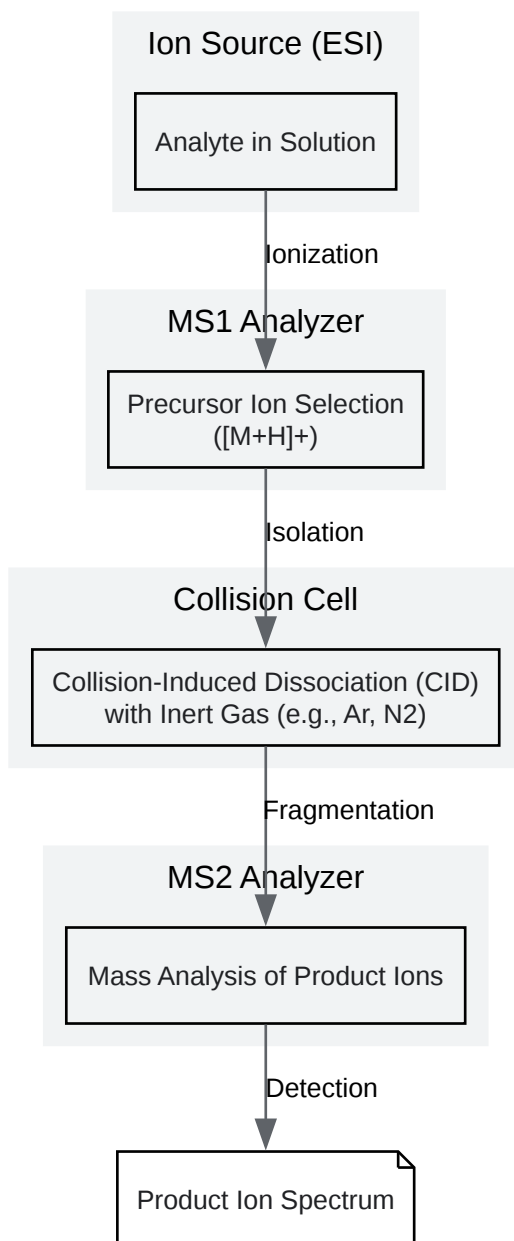 Ion Source (ESI)
Analyte in Solution
Ionization
MS1 Analyzer
Precursor Ion Selection
([M+H]+)
Isolation
Collision Cell
Collision-Induced Dissociation (CID)
with Inert Gas (e.g., Ar, N2)
Fragmentation
MS2 Analyzer
Mass Analysis of Product Ions
Detection
Product Ion Spectrum